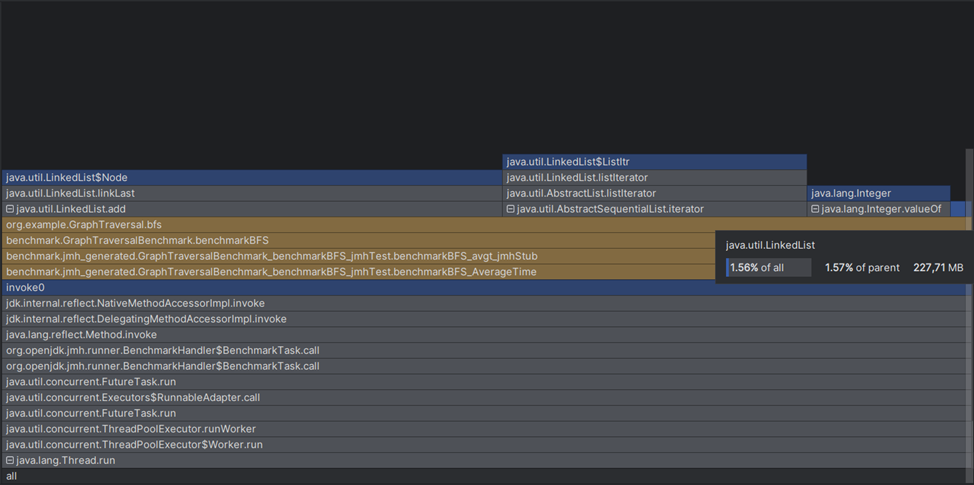 java.util.LinkedList$ListItr
java.util.LinkedList$Node
java.util.LinkedList.listIterator
java.util.LinkedList.linkLast
java.util.AbstractList.listIterator
java.lang.Integer
java.util.LinkedList.add
java.util.AbstractSequentialList.iterator
java.lang.Integer.valueOf
org.example.GraphTraversal.bfs
benchmark.GraphTraversalBenchmark.benchmarkBFS
java.util.LinkedList
benchmark.jmh_generated.GraphTraversalBenchmark_benchmarkBFS_jmhTest.benchmarkBFS_avgt_jmhStub
1.56% of all 1.57% of parent 227,71 MB
benchmark.jmh_generated.GraphTraversalBenchmark_benchmarkBFS_jmhTest.benchmarkBFS_AverageTime
invoke0
jdk.internal.reflect.NativeMethodAccessorImpl.invoke
jdk.internal.reflect.DelegatingMethodAccessorImpl.invoke
java.lang.reflect.Method.invoke
org.openjdk.jmh.runner.BenchmarkHandler$BenchmarkTask.call
org.openjdk.jmh.runner.BenchmarkHandler$BenchmarkTask.call
java.util.concurrent.FutureTask.run
java.util.concurrent.Executors$RunnableAdapter.call
java.util.concurrent.FutureTask.run
java.util.concurrent.ThreadPoolExecutor.runWorker
java.util.concurrent.ThreadPoolExecutor$Worker.run
java.lang.Thread.run
all